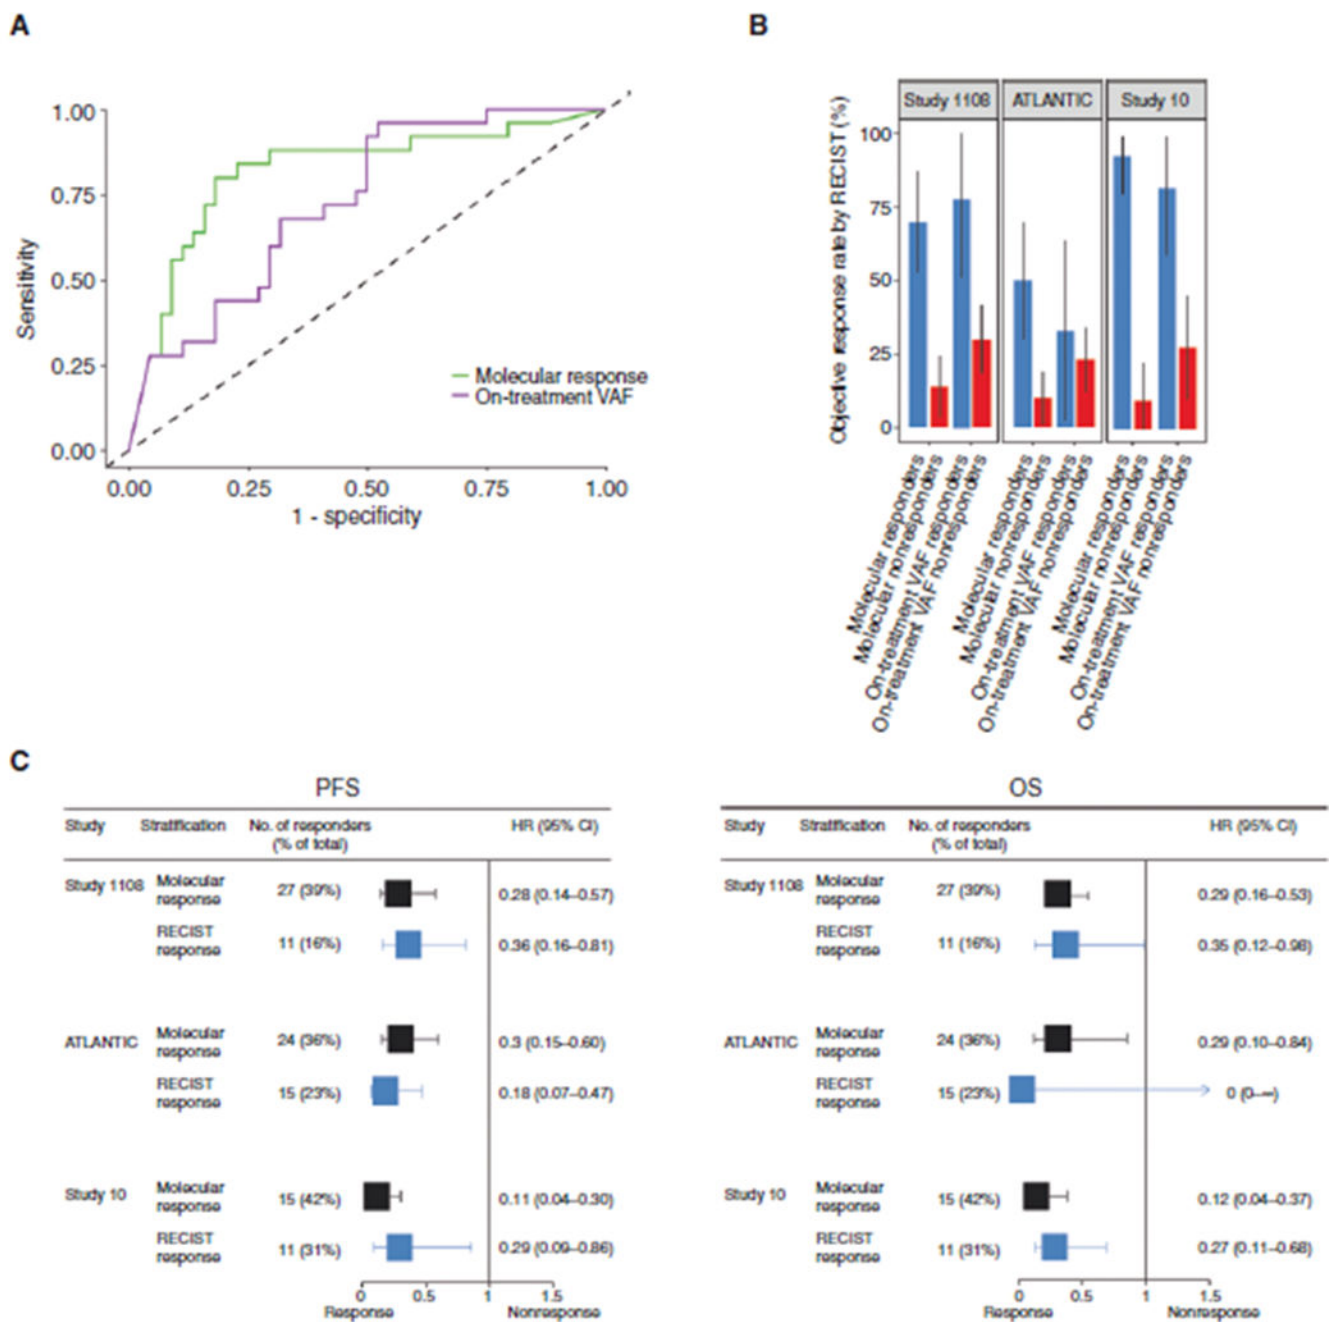 A
1.00
0.75
0.50
0.25
0.00
Sensitivity
0.00 0.25 0.50 0.75 1.00
1 - specificity
Molecular response
On-treatment VAF
B
Study 1108 ATLANTIC Study 10
Objective response rate by RECIST (%)
100
75
50
25
0
Molecular responders
Molecular nonresponders
On-treatment VAF responders
On-treatment VAF nonresponders
Molecular responders
Molecular nonresponders
On-treatment VAF responders
On-treatment VAF nonresponders
Molecular responders
Molecular nonresponders
On-treatment VAF responders
On-treatment VAF nonresponders
C
PFS
Study Stratification No. of responders HR (95% CI)
(% of total)
Study 1108 Molecular response 27 (39%) 0.28 (0.14–0.57)
RECIST response 11 (16%) 0.36 (0.16–0.81)
ATLANTIC Molecular response 24 (36%) 0.3 (0.15–0.60)
RECIST response 15 (23%) 0.18 (0.07–0.47)
Study 10 Molecular response 15 (42%) 0.11 (0.04–0.30)
RECIST response 11 (31%) 0.29 (0.09–0.86)
0 0.5 1 1.5
Response Nonresponse
OS
Study Stratification No. of responders HR (95% CI)
(% of total)
Study 1108 Molecular response 27 (39%) 0.29 (0.16–0.53)
RECIST response 11 (16%) 0.35 (0.12–0.98)
ATLANTIC Molecular response 24 (36%) 0.29 (0.10–0.84)
RECIST response 15 (23%)
Study 10 Molecular response 15 (42%) 0.12 (0.04–0.37)
RECIST response 11 (31%) 0.27 (0.11–0.68)
0 0.5 1 1.5
Response Nonresponse